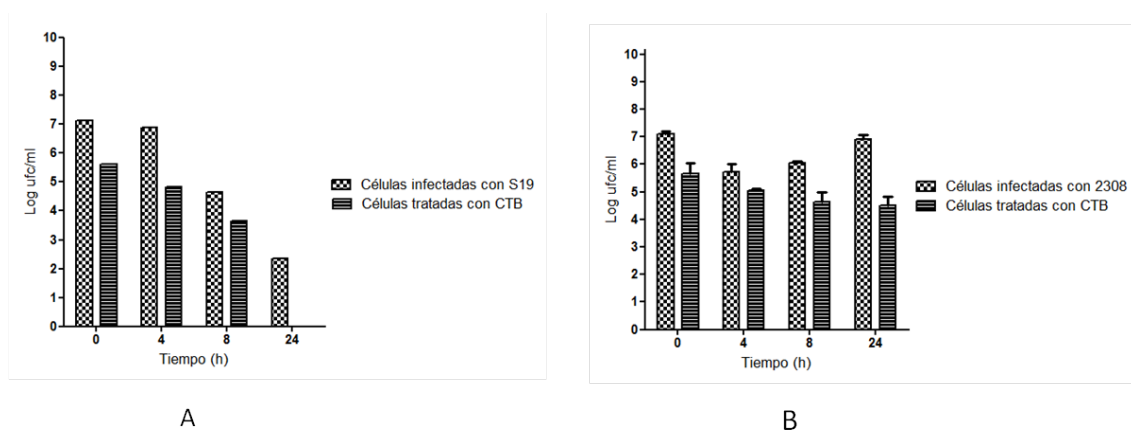 10
9
8
7
6
5
4
3
2
1
0
Log ufc/ml
0 4 8 24
Tiempo (h)
Células infectadas con S19
Células tratadas con CTB
A
10
9
8
7
6
5
4
3
2
1
0
Log ufc/ml
0 4 8 24
Tiempo (h)
Células infectadas con 2308
Células tratadas con CTB
B